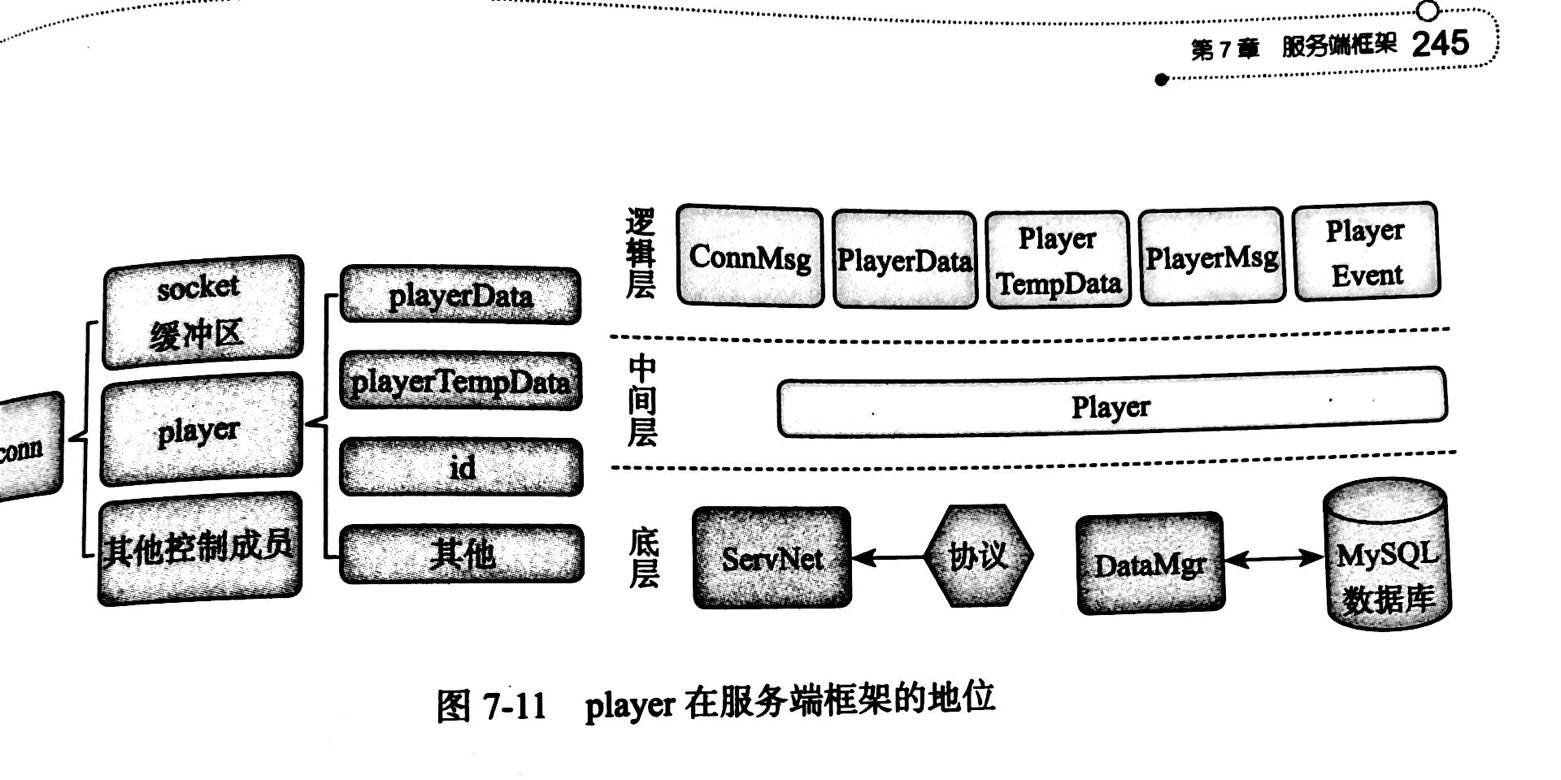 第7章 服务端框架 245
socket
缓冲区
player
其他控制成员
conn
playerData
playerTempData
id
其他
逻辑层
ConnMsg
PlayerData
Player
TempData
PlayerMsg
Player
Event
中间层
Player
底层
ServNet
协议
DataMgr
MySQL
数据库
图 7-11 player 在服务端框架的地位